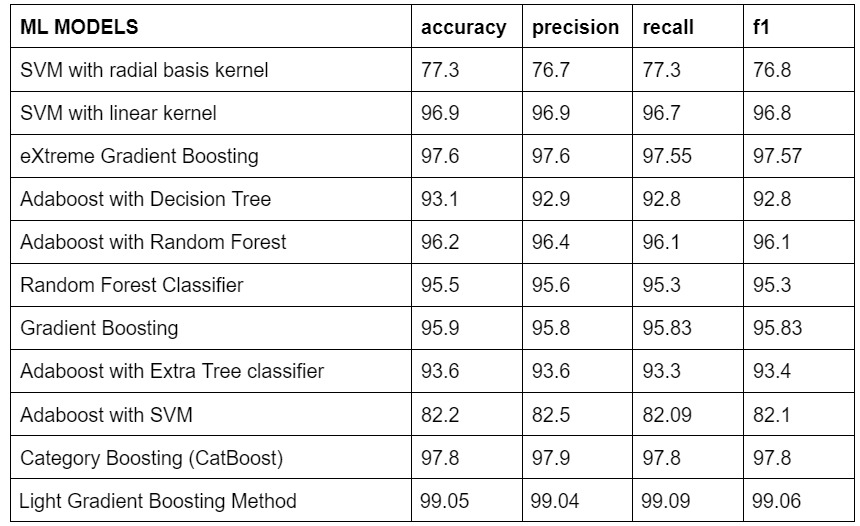 ML MODELS accuracy precision recall f1
SVM with radial basis kernel 77.3 76.7 77.3 76.8
SVM with linear kernel 96.9 96.9 96.7 96.8
eXtreme Gradient Boosting 97.6 97.6 97.55 97.57
Adaboost with Decision Tree 93.1 92.9 92.8 92.8
Adaboost with Random Forest 96.2 96.4 96.1 96.1
Random Forest Classifier 95.5 95.6 95.3 95.3
Gradient Boosting 95.9 95.8 95.83 95.83
Adaboost with Extra Tree classifier 93.6 93.6 93.3 93.4
Adaboost with SVM 82.2 82.5 82.09 82.1
Category Boosting (CatBoost) 97.8 97.9 97.8 97.8
Light Gradient Boosting Method 99.05 99.04 99.09 99.06